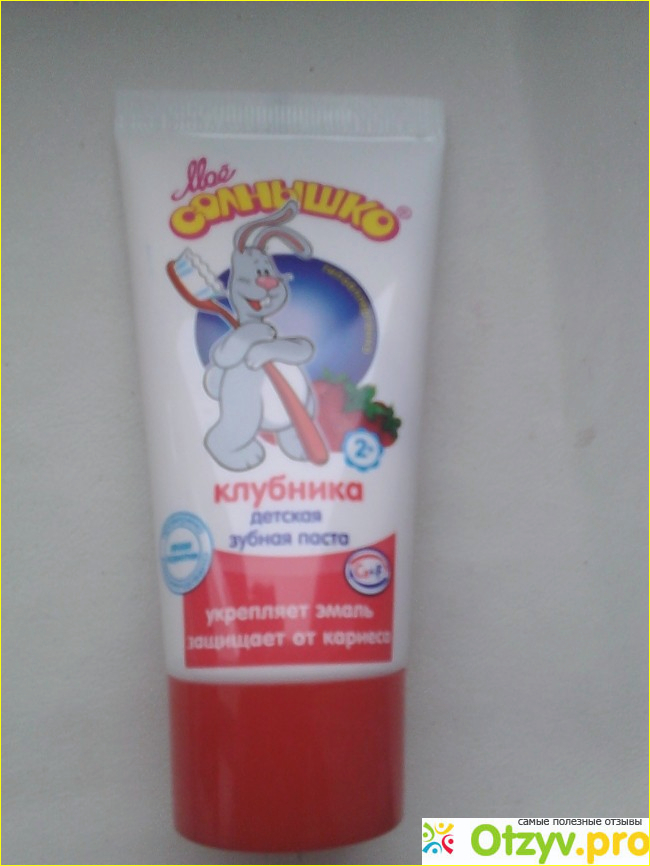 Моё
СОЛНЫШКО®
2+
клубника
детская
зубная паста
укрепляет эмаль
защищает от кариеса
самые полезные отзывы
Otzyv.pro